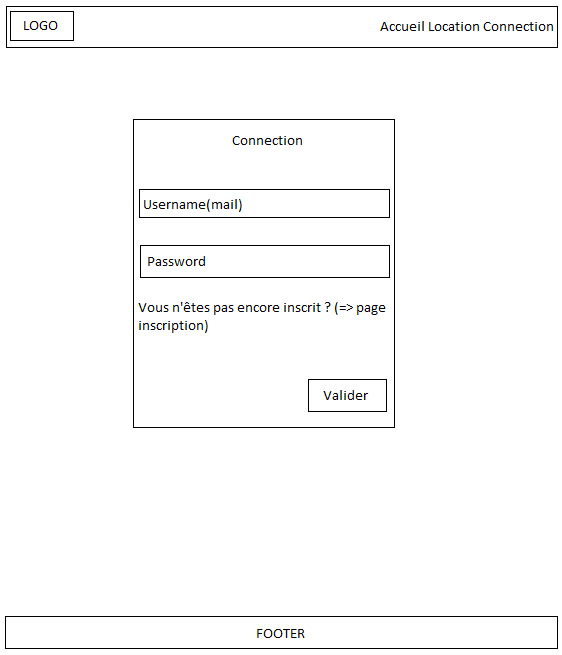 LOGO
Accueil Location Connection
Connection
Username(mail)
Password
Vous n'êtes pas encore inscrit ? (=> page
inscription)
Valider
FOOTER